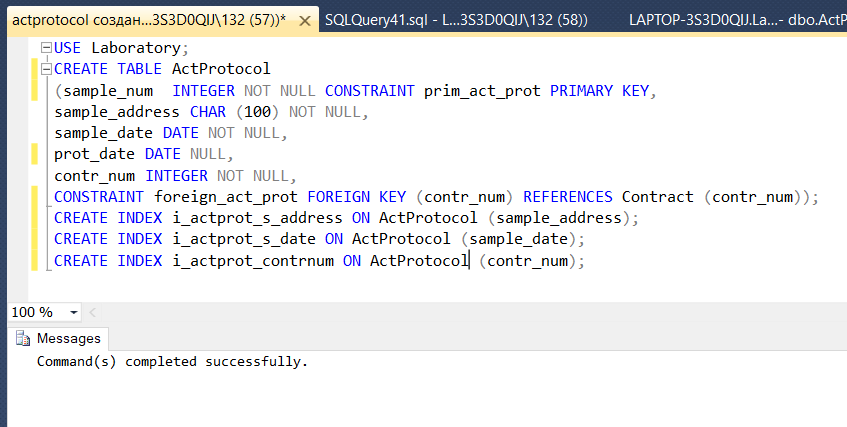 actprotocol создан...3S3D0QIJ\132 (57))* ✕ SQLQuery41.sql - L...3S3D0QIJ\132 (58)) LAPTOP-3S3D0QIJ.La...- dbo.ActP
USE Laboratory;
CREATE TABLE ActProtocol
(sample_num  INTEGER NOT NULL CONSTRAINT prim_act_prot PRIMARY KEY,
sample_address CHAR (100) NOT NULL,
sample_date DATE NOT NULL,
prot_date DATE NULL,
contr_num INTEGER NOT NULL,
CONSTRAINT foreign_act_prot FOREIGN KEY (contr_num) REFERENCES Contract (contr_num));
CREATE INDEX i_actprot_s_address ON ActProtocol (sample_address);
CREATE INDEX i_actprot_s_date ON ActProtocol (sample_date);
CREATE INDEX i_actprot_contrnum ON ActProtocol (contr_num);
100 %
Messages
Command(s) completed successfully.